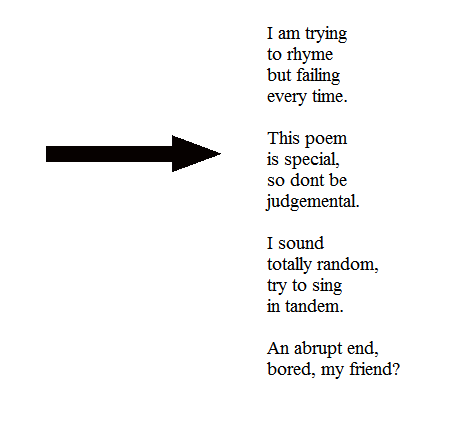 I am trying
to rhyme
but failing
every time.

This poem
is special,
so dont be
judgemental.

I sound
totally random,
try to sing
in tandem.

An abrupt end,
bored, my friend?